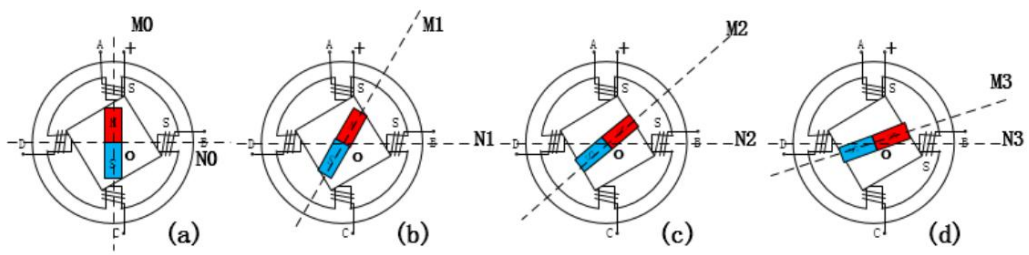 M0
A + S
N
D S B
N0
O
S
C
(a)
M1
A + S
S
D B
N1
O
C
(b)
M2
A + S
S
D B
N2
O
C
(c)
A +
S
M3
D B
N3
O
S
C
(d)